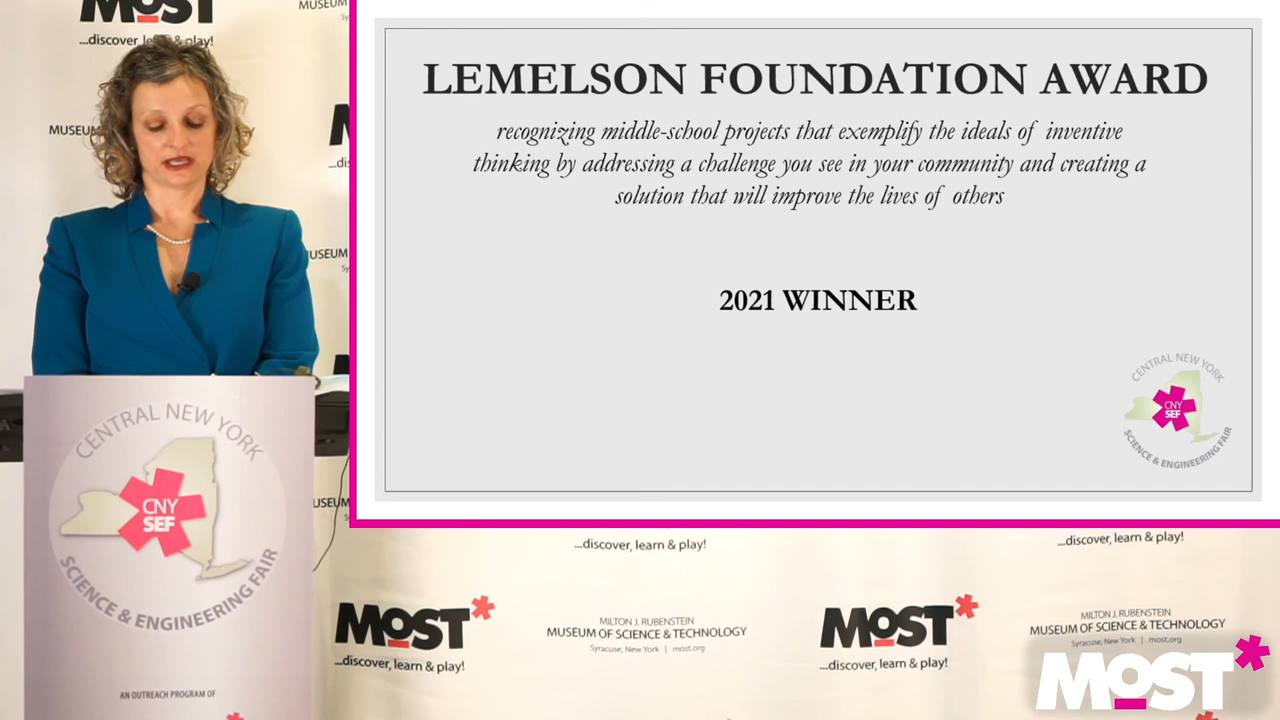 MOST
...discover, learn & play!
MUSEUM
MUSEUM
...dis
MUSEUM
MUSEUM
LEMELSON FOUNDATION AWARD
recognizing middle-school projects that exemplify the ideals of inventive
thinking by addressing a challenge you see in your community and creating a
solution that will improve the lives of others
2021 WINNER
CENTRAL NEW YORK
CNY
SEF
SCIENCE & ENGINEERING FAIR
CENTRAL NEW YORK
CNY
SEF
SCIENCE & ENGINEERING FAIR
AN OUTREACH PROGRAM OF
...discover, learn & play!
...discover, learn & play!
MOST*
...discover, learn & play!
MILTON J. RUBENSTEIN
MUSEUM OF SCIENCE & TECHNOLOGY
Syracuse, New York | most.org
MOST*
...discover, learn & play!
MILTON J. RUBENSTEIN
MUSEUM OF SCIENCE & TECHNOLOGY
Syracuse, New York | most.org
MOST*